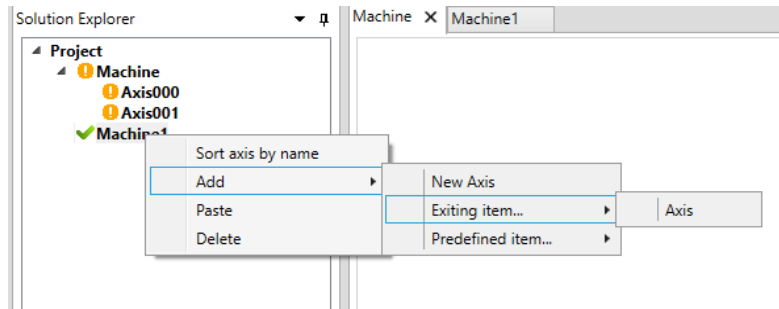 Solution Explorer
Machine
Machine1
Project
Machine
Axis000
Axis001
Machine1
Sort axis by name
Add
Paste
Delete
New Axis
Exiting item...
Predefined item...
Axis